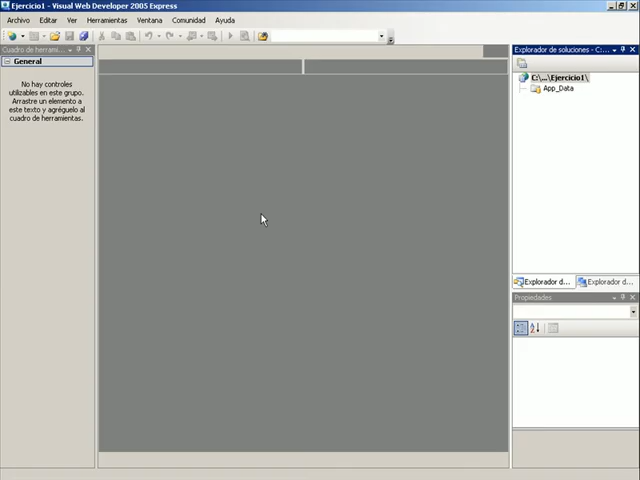 Ejercicio1 - Visual Web Developer 2005 Express
Archivo Editar Ver Herramientas Ventana Comunidad Ayuda
Cuadro de herrami...
General
No hay controles
utilizables en este grupo.
Arrastre un elemento a
este texto y agréguelo al
cuadro de herramientas.
Explorador de soluciones - C:...
C:\...\Ejercicio1\
App_Data
Explorador d...
Explorador d...
Propiedades